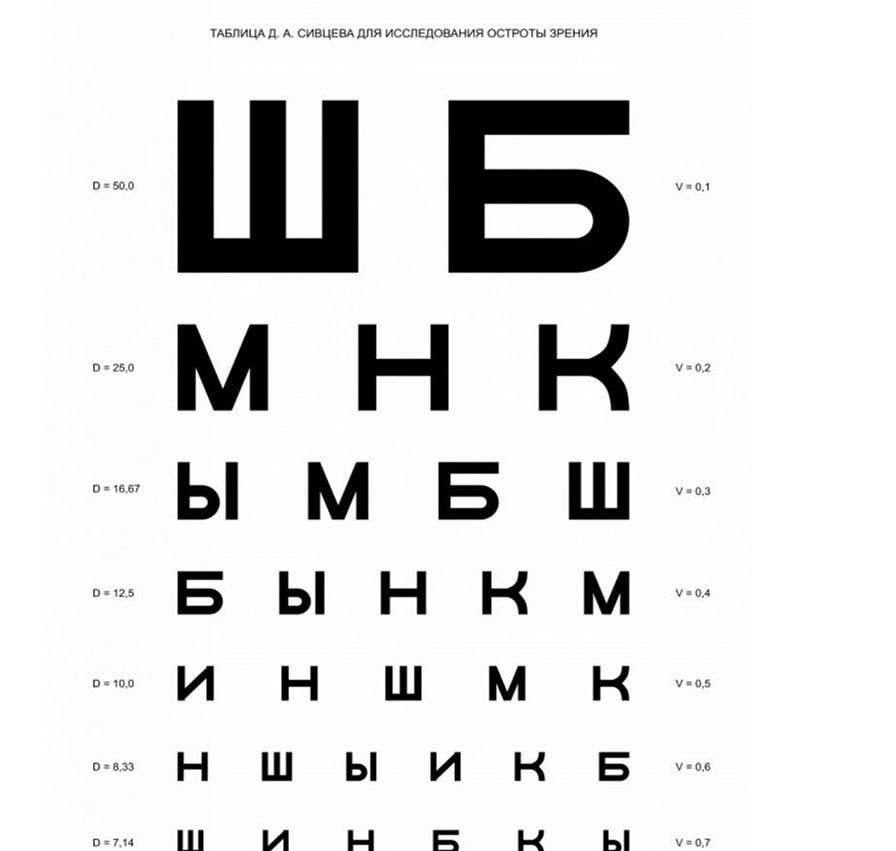 ТАБЛИЦА Д. А. СИВЦЕВА ДЛЯ ИССЛЕДОВАНИЯ ОСТРОТЫ ЗРЕНИЯ
D = 50,0 Ш Б V = 0,1
D = 25,0 М Н К V = 0,2
D = 16,67 Ы М Б Ш V = 0,3
D = 12,5 Б Ы Н К М V = 0,4
D = 10,0 И Н Ш М К V = 0,5
D = 8,33 Н Ш Ы И К Б V = 0,6
D = 7,14 Ш И Н Б К Ы V = 0,7